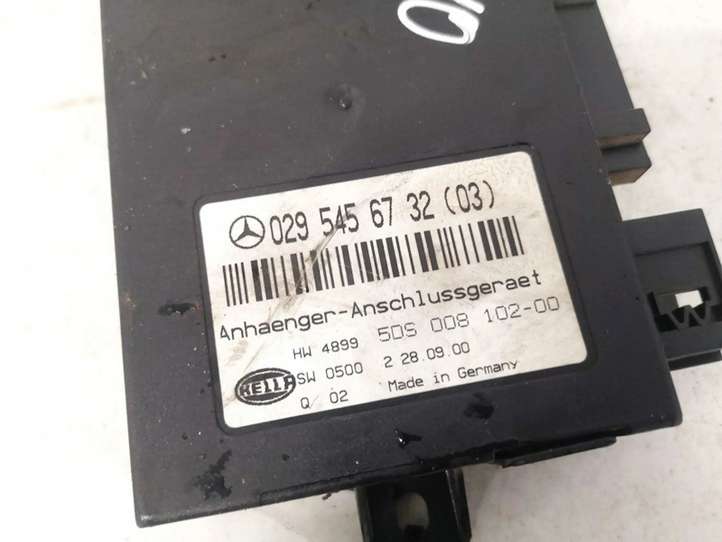 029 545 67 32 (03)
Anhaenger-Anschlussgeraet
HW 4899 5DS 008 102-00
HELLA SW 0500 2 28.09.00
Q 02 Made in Germany